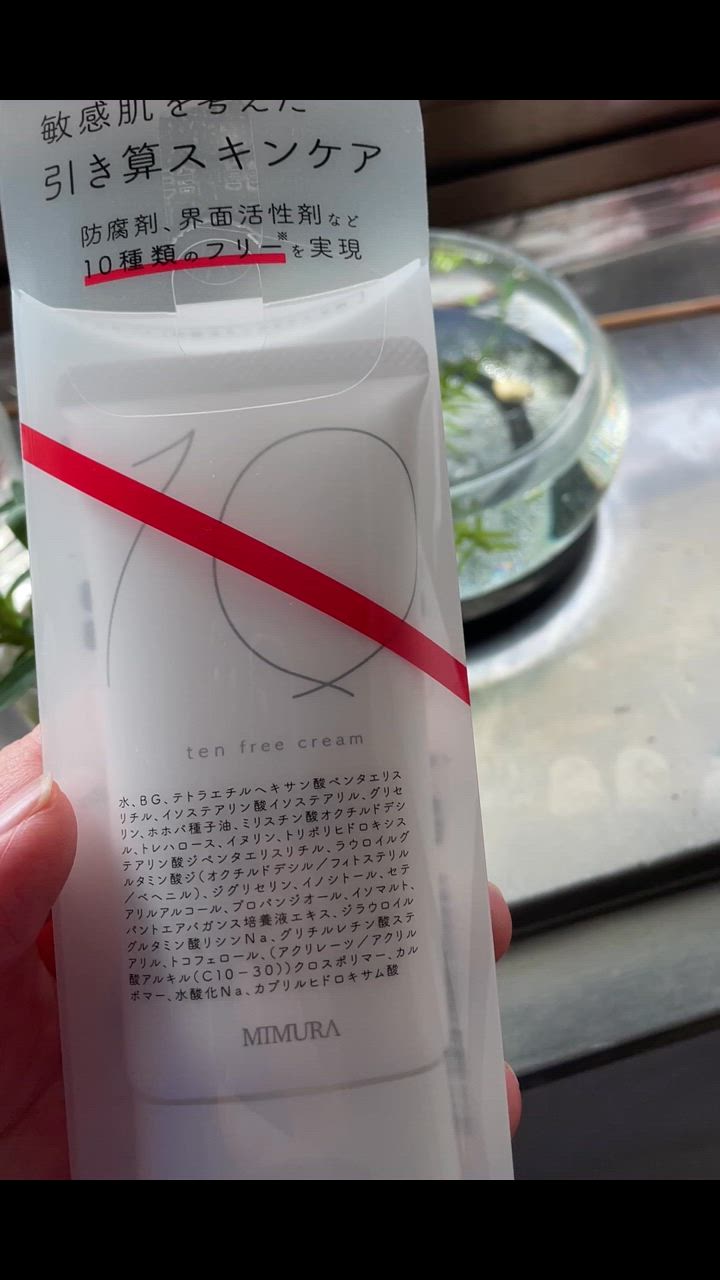 敏感肌を考えた
引き算スキンケア
防腐剤、界面活性剤など
10種類のフリー※を実現
10
ten free cream
水、BG、テトラエチルヘキサン酸ペンタエリス
リチル、イソステアリン酸イソステアリル、グリセ
リン、ホホバ種子油、ミリスチン酸オクチルドデシ
ル、トレハロース、イヌリン、トリポリヒドロキシス
テアリン酸ジペンタエリスリチル、ラウロイルグ
ルタミン酸ジ(オクチルドデシル/フィトステリル
/ベヘニル)、ジグリセリン、イノシトール、セテ
アリルアルコール、プロパンジオール、イソマルト、
パントエアバガンス培養液エキス、ジラウロイル
グルタミン酸リシンNa、グリチルレチン酸ステ
アリル、トコフェロール、(アクリレーツ/アクリル
酸アルキル(C10-30))クロスポリマー、カル
ボマー、水酸化Na、カプリルヒドロキサム酸
MIMURA